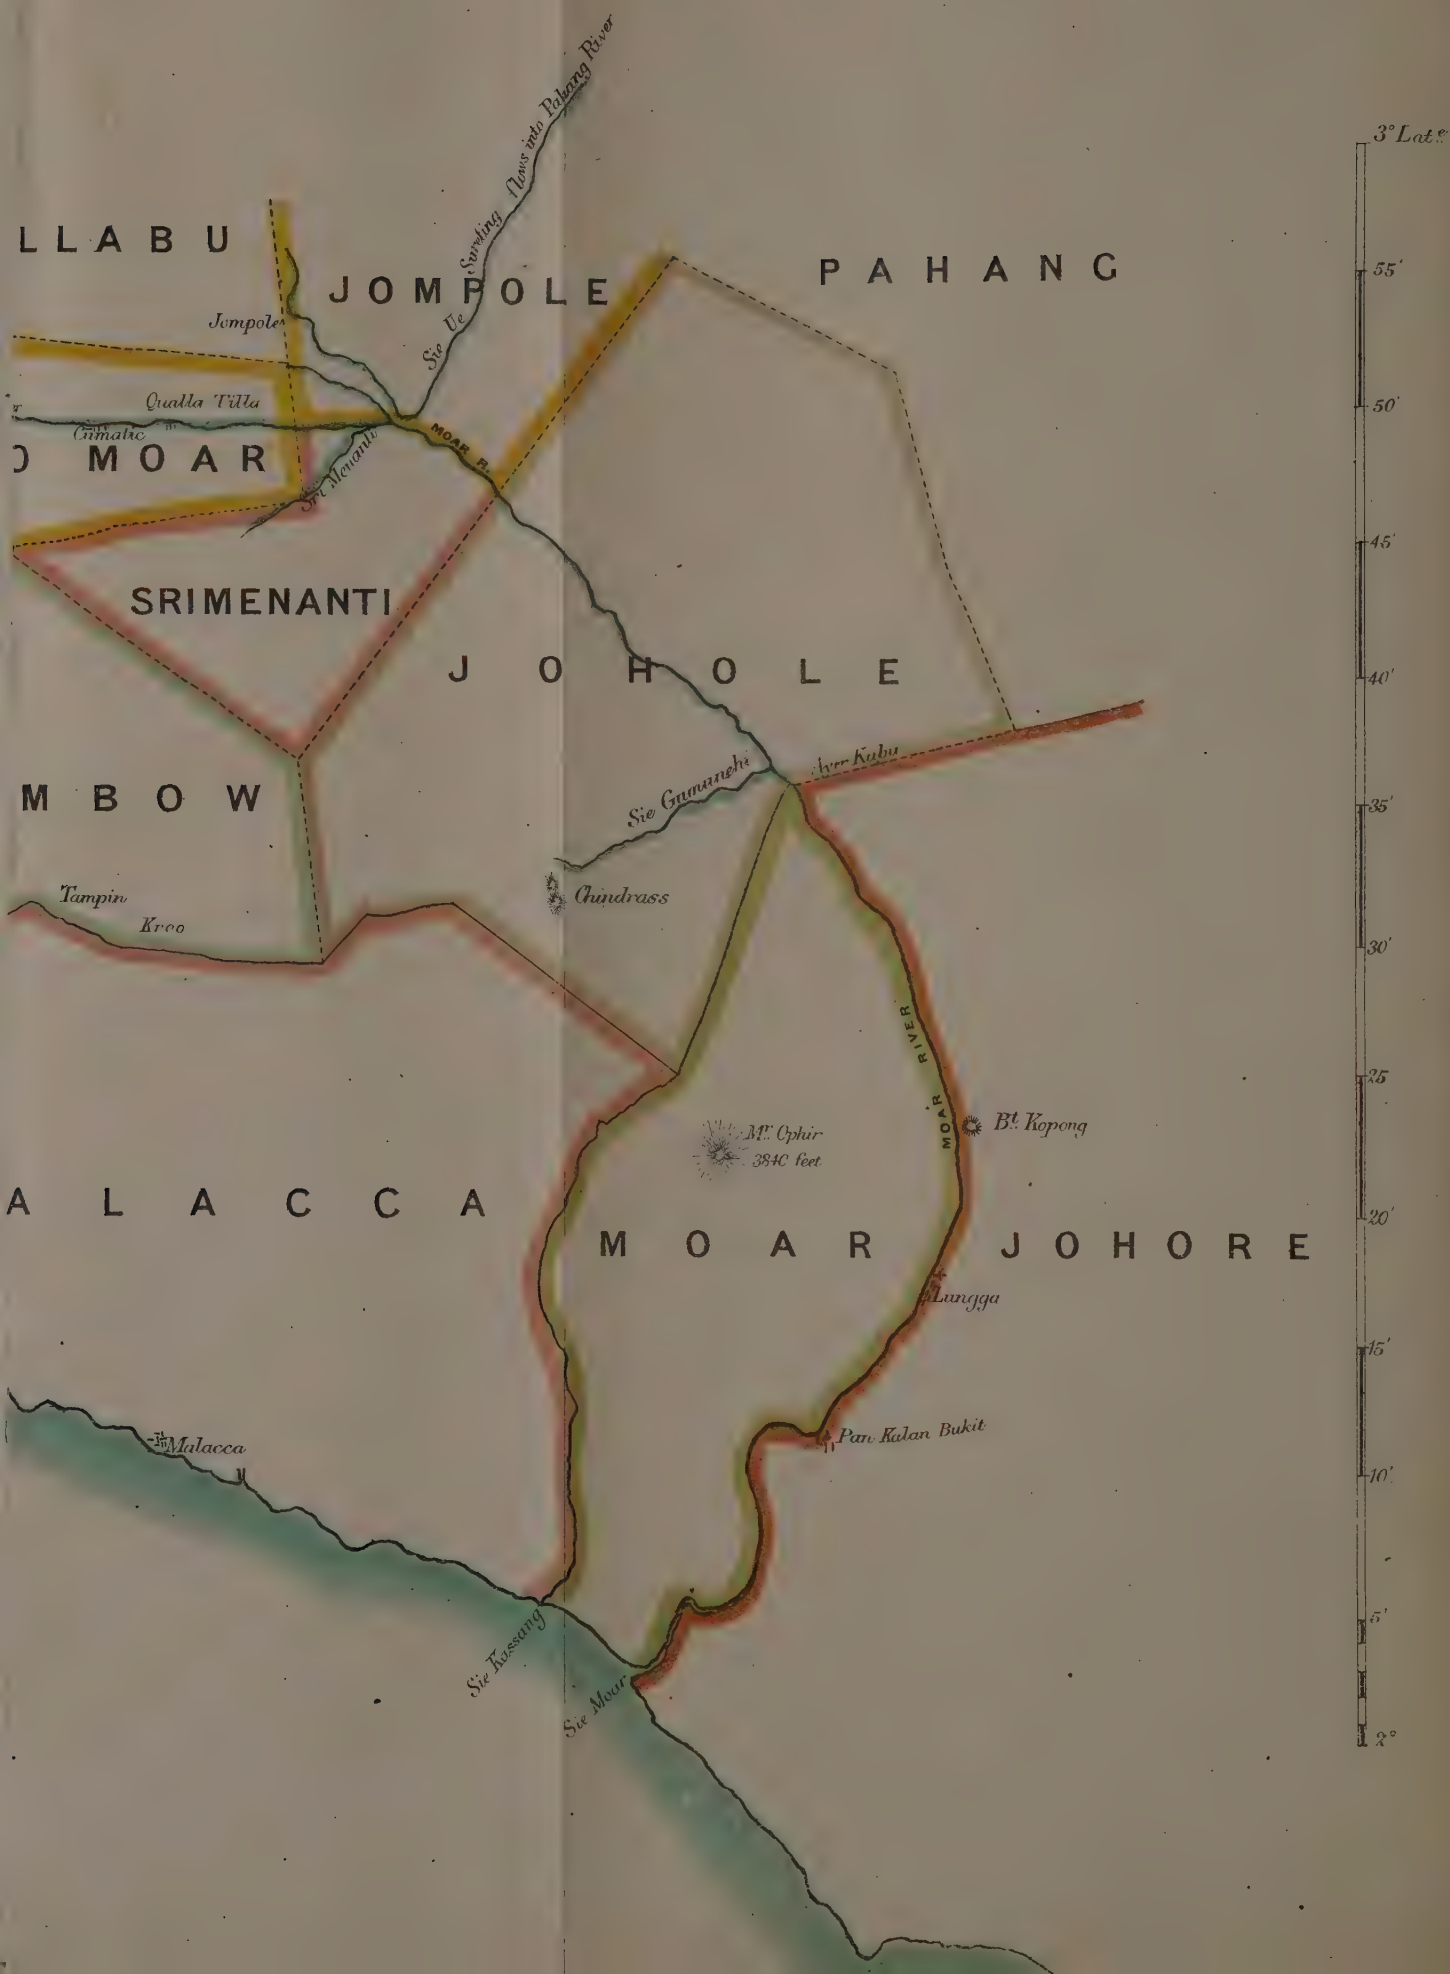 3° Lat.e
Sie Ue Sureting flows into Pahang River
LLABU
JOMPOLE
PAHANG
55'
Jompole
Qualla Tilla
50'
MOAR R.
MOAR
Sri Menanti
45'
SRIMENANTI
JOHOLE
40'
Ayer Kubu
MBOW
Sie Gumunchi
35'
Tampin
Chindrass
Kroo
30'
MOAR RIVER
25
Bt. Kopong
Mt. Ophir
3840 feet
ALACCA
20'
MOAR
JOHORE
Lungga
15'
Malacca
Pan Kalan Bukit
10'
5'
Sie Kassang
Sie Moar
2°